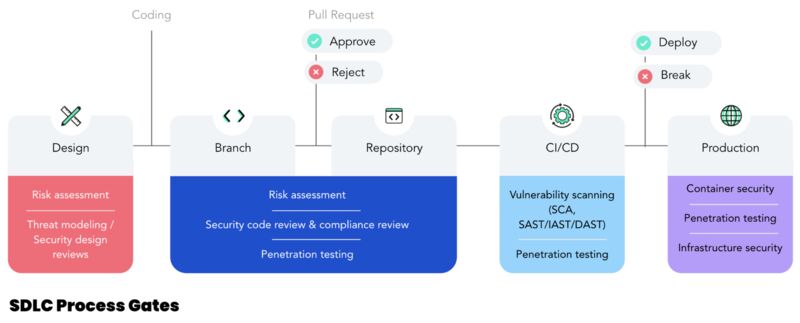 Coding
Pull Request
Approve
Reject
Deploy
Break
Design
Branch
Repository
CI/CD
Production
Risk assessment
Threat modeling /
Security design
reviews
Risk assessment
Security code review & compliance review
Penetration testing
Vulnerability scanning
(SCA,
SAST/IAST/DAST)
Penetration testing
Container security
Penetration testing
Infrastructure security
SDLC Process Gates